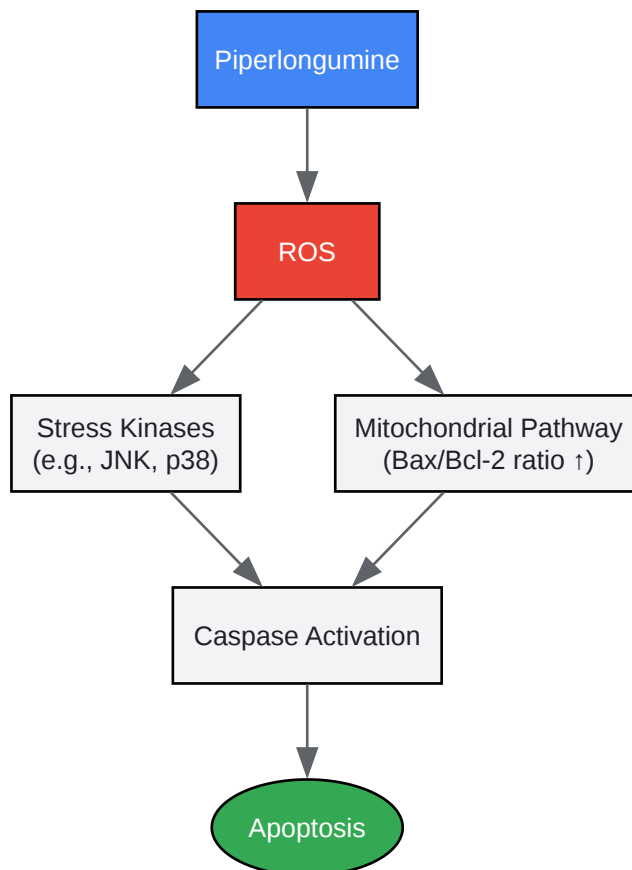 Piperlongumine
ROS
Stress Kinases
(e.g., JNK, p38)
Mitochondrial Pathway
(Bax/Bcl-2 ratio ↑)
Caspase Activation
Apoptosis